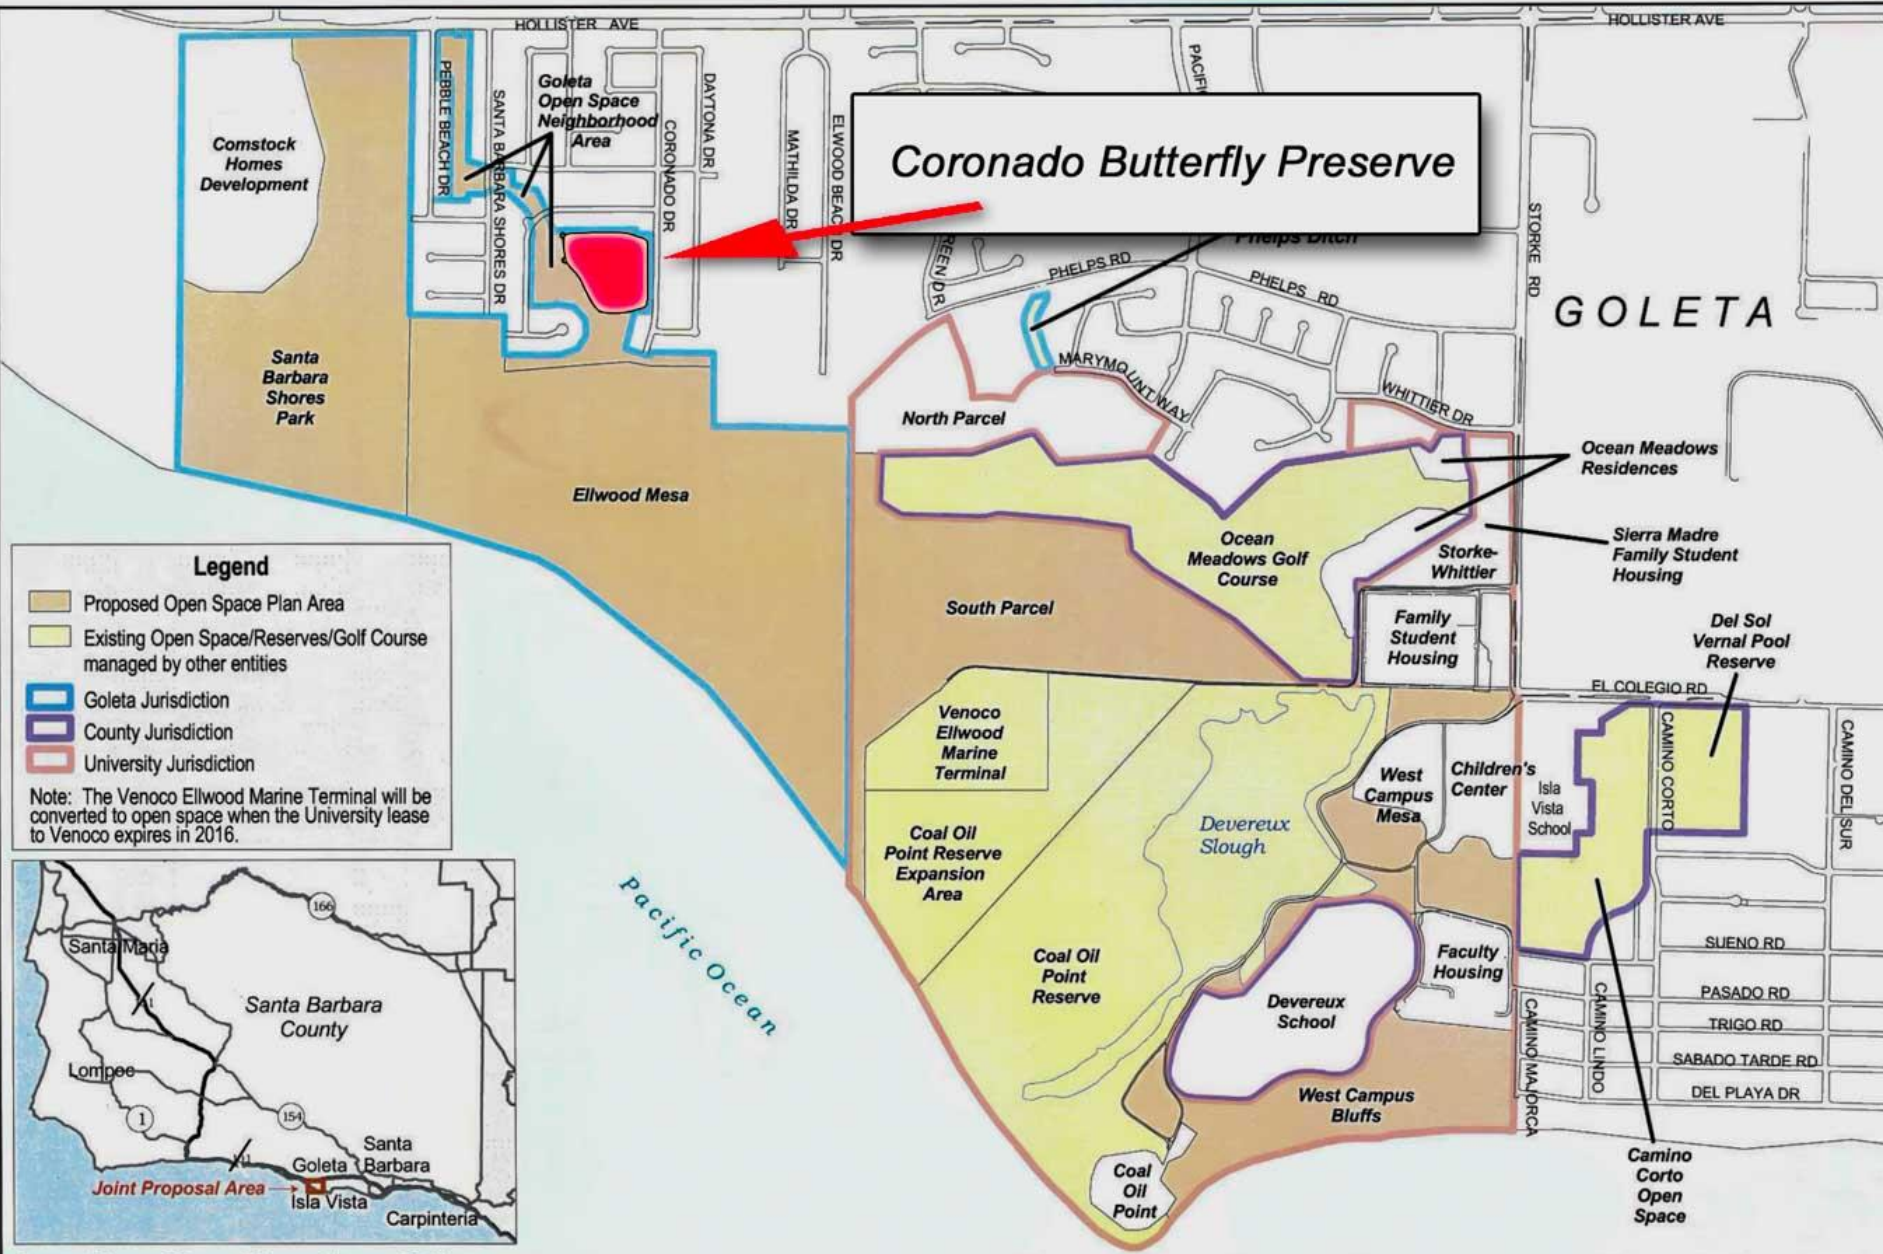 HOLLISTER AVE
HOLLISTER AVE
PEBBLE BEACH DR
SANTA BARBARA SHORES DR
Goleta
Open Space
Neighborhood
Area
CORONADO DR
DAYTONA DR
MATHILDA DR
ELWOOD BEACH DR
Comstock
Homes
Development
Coronado Butterfly Preserve
Phelps Ditch
PHELPS RD
PHELPS RD
STORKE RD
GOLETA
MARYMOUNT WAY
WHITTIER DR
Santa
Barbara
Shores
Park
North Parcel
Ocean Meadows
Residences
Ellwood Mesa
Ocean
Meadows Golf
Course
Storke-
Whittier
Sierra Madre
Family Student
Housing
South Parcel
Family
Student
Housing
Del Sol
Vernal Pool
Reserve
EL COLEGIO RD
Legend
Proposed Open Space Plan Area
Existing Open Space/Reserves/Golf Course
managed by other entities
Goleta Jurisdiction
County Jurisdiction
University Jurisdiction
Note: The Venoco Ellwood Marine Terminal will be
converted to open space when the University lease
to Venoco expires in 2016.
Venoco
Ellwood
Marine
Terminal
West
Campus
Mesa
Children's
Center
Isla
Vista
School
CAMINO CORTO
CAMINO DEL SUR
Coal Oil
Point Reserve
Expansion
Area
Devereux
Slough
Pacific Ocean
Coal Oil
Point
Reserve
Devereux
School
Faculty
Housing
SUENO RD
PASADO RD
TRIGO RD
SABADO TARDE RD
DEL PLAYA DR
CAMINO MAJORCA
CAMINO LINDO
West Campus
Bluffs
Coal
Oil
Point
Camino
Corto
Open
Space
166
Santa Maria
Santa Barbara
County
Lompoc
1
154
Santa
Barbara
Goleta
Joint Proposal Area
Isla Vista
Carpinteria